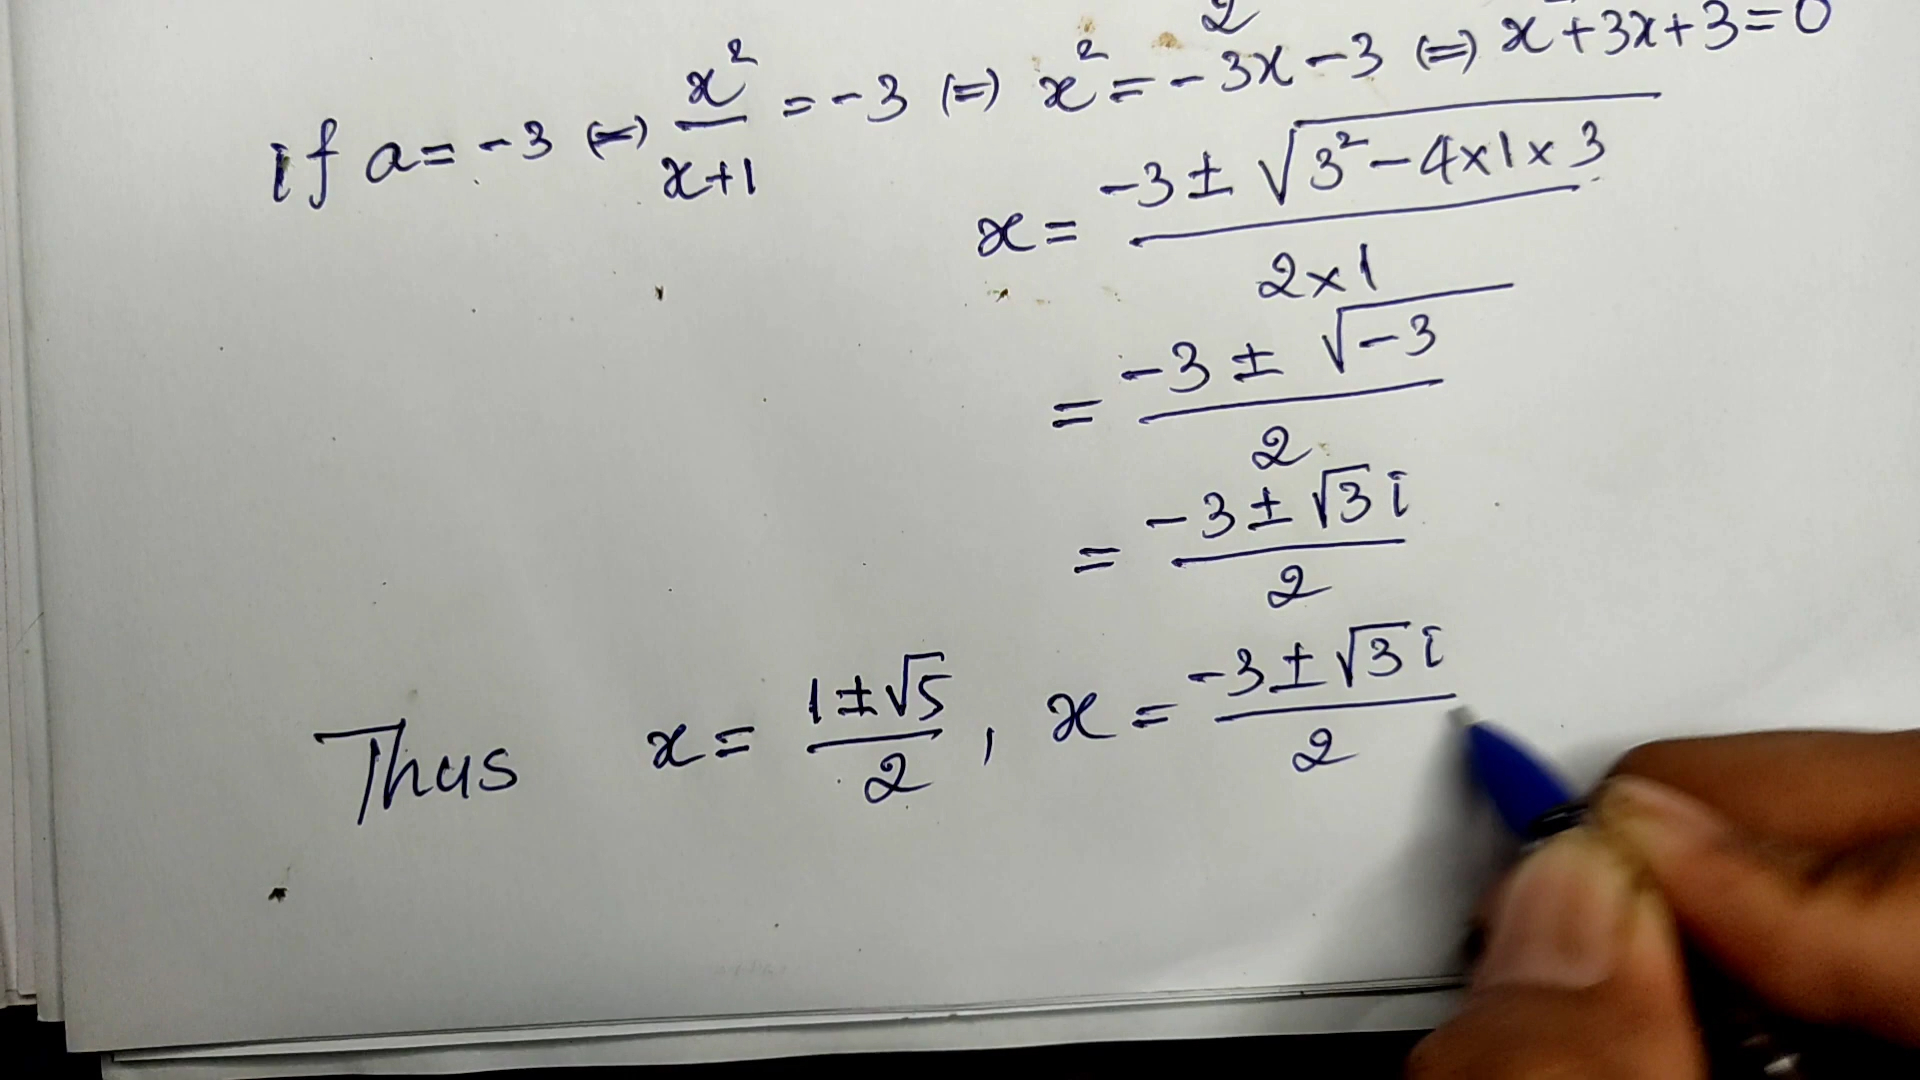 2
if a = -3 (=) x²/(x+1) = -3 (=) x² = -3x - 3 (=) x² + 3x + 3 = 0
x = (-3 ± √(3² - 4×1×3))/(2×1)
= (-3 ± √-3)/2
= (-3 ± √3 i)/2
Thus x = (1 ± √5)/2 , x = (-3 ± √3 i)/2